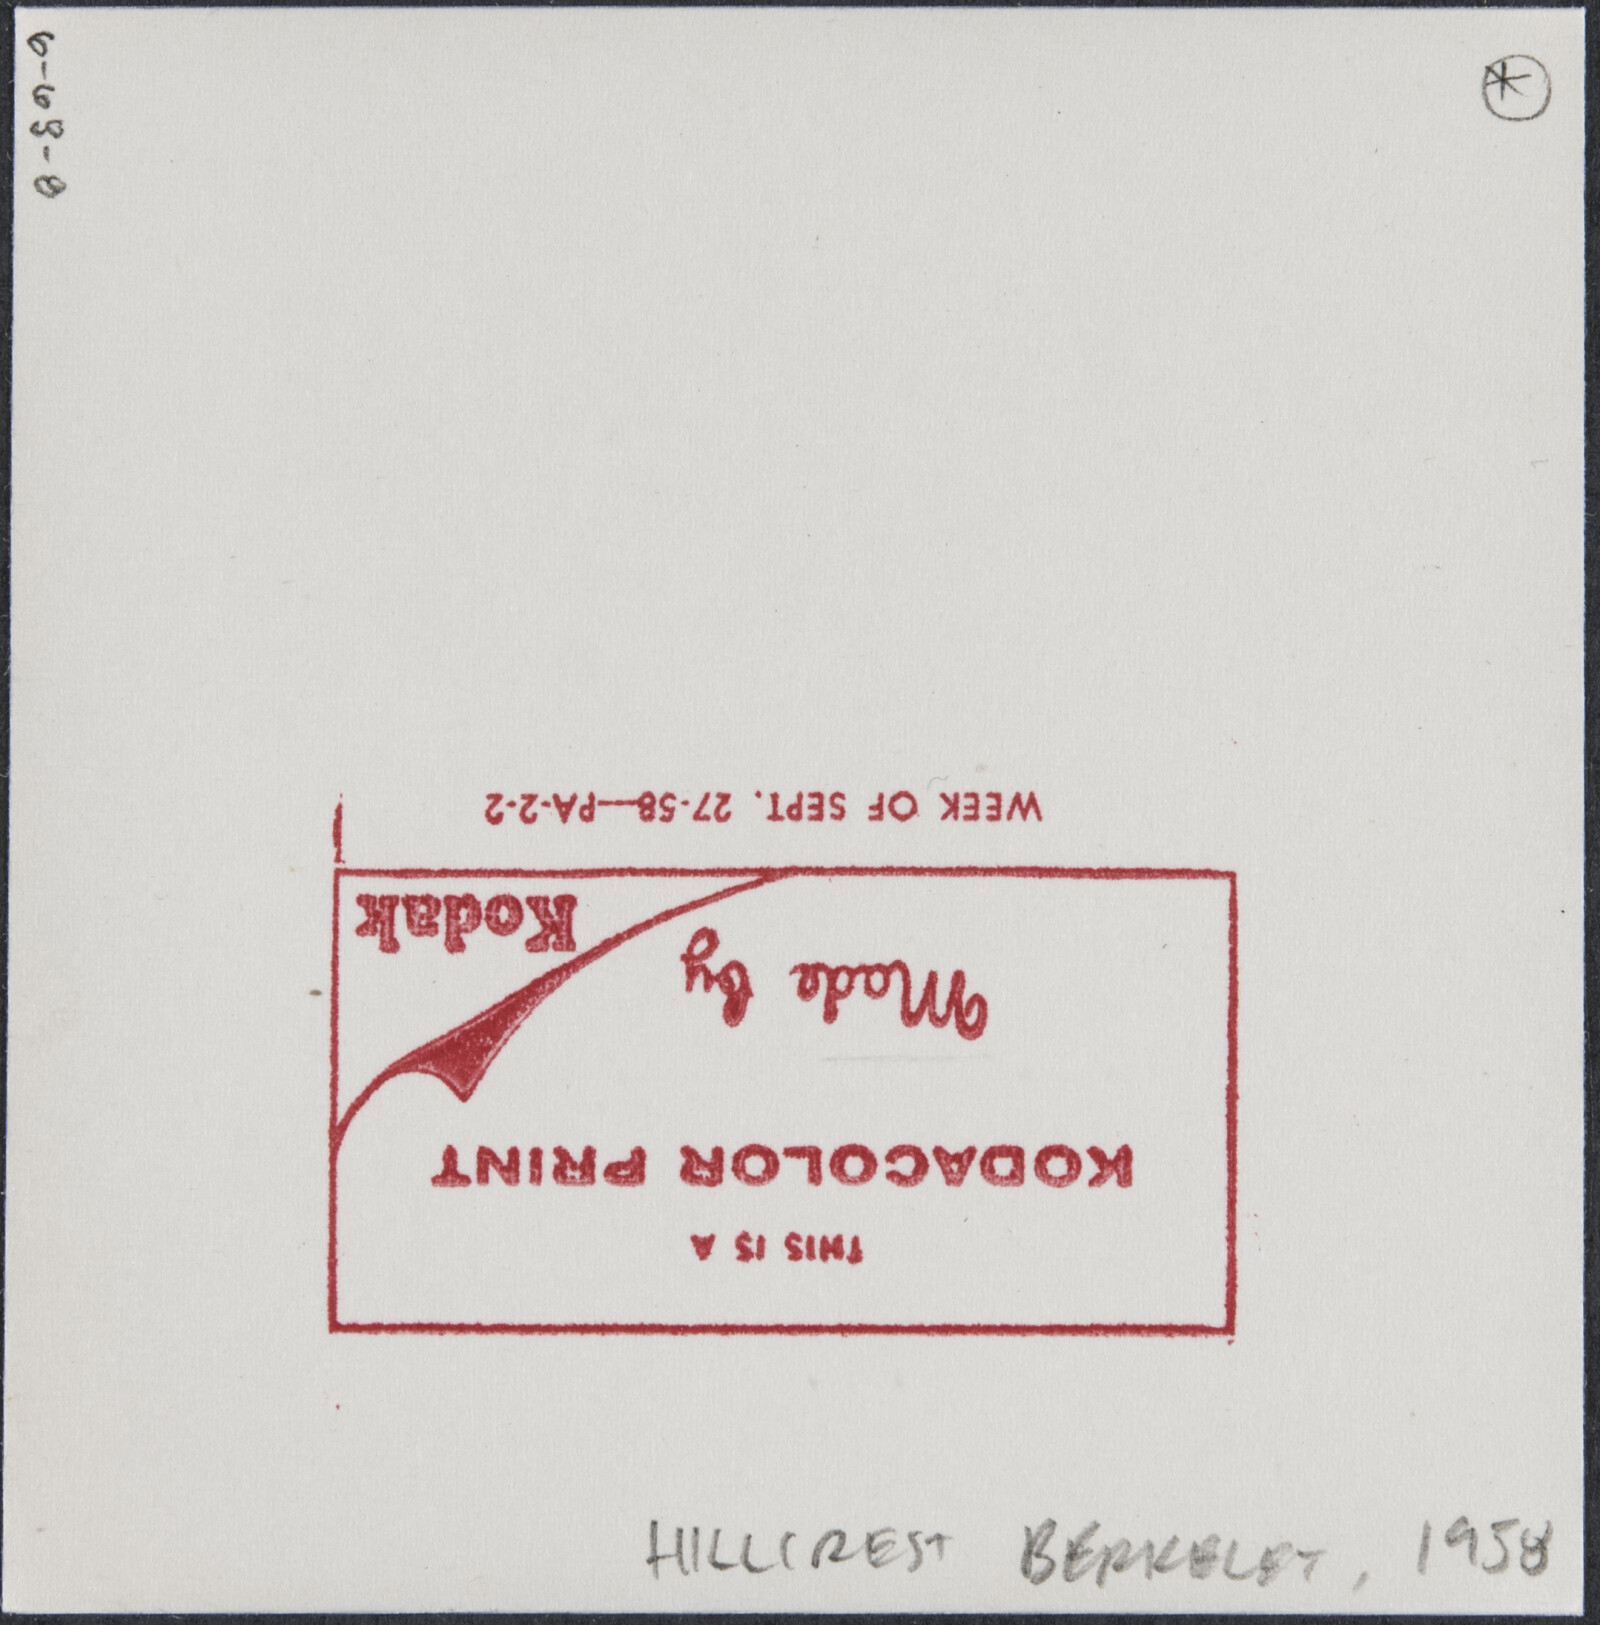 THIS IS A
KODACOLOR PRINT
Made by
Kodak
WEEK OF SEPT. 27-58—PA-2-2
HILLCREST BERKELEY, 1958